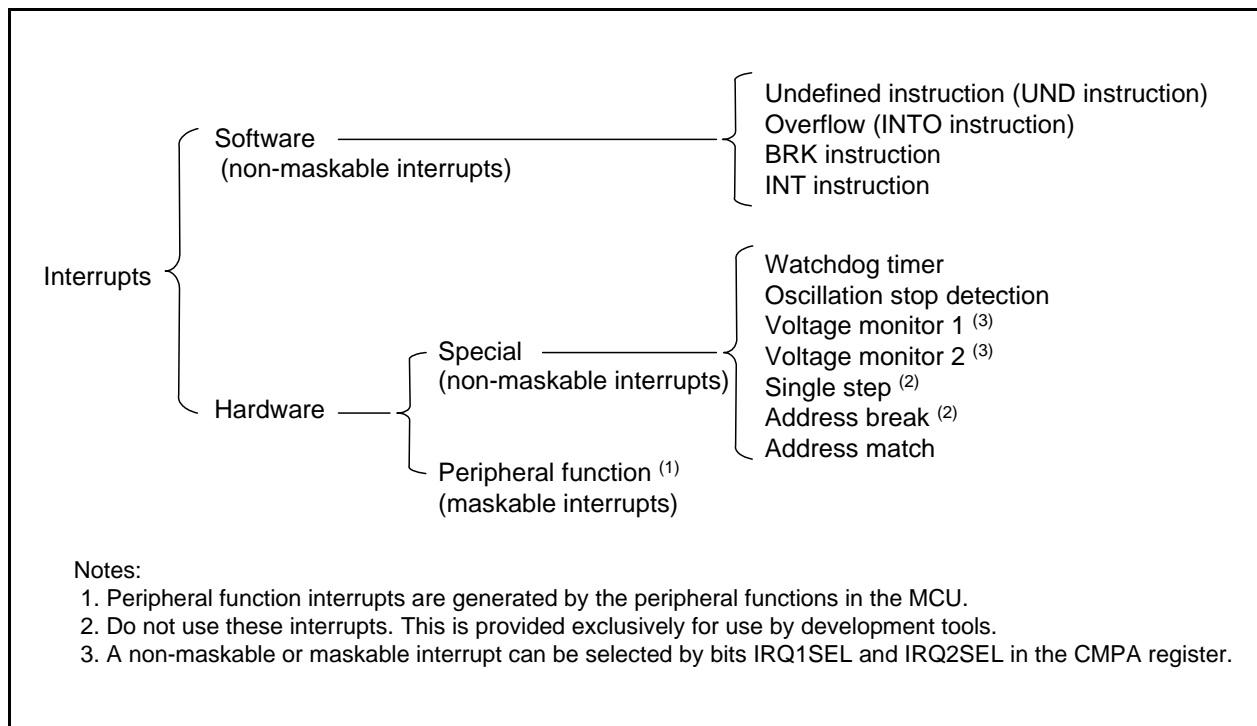 Interrupts
Software
(non-maskable interrupts)
Undefined instruction (UND instruction)
Overflow (INTO instruction)
BRK instruction
INT instruction
Hardware
Special
(non-maskable interrupts)
Watchdog timer
Oscillation stop detection
Voltage monitor 1 (3)
Voltage monitor 2 (3)
Single step (2)
Address break (2)
Address match
Peripheral function (1)
(maskable interrupts)
Notes:
1. Peripheral function interrupts are generated by the peripheral functions in the MCU.
2. Do not use these interrupts. This is provided exclusively for use by development tools.
3. A non-maskable or maskable interrupt can be selected by bits IRQ1SEL and IRQ2SEL in the CMPA register.